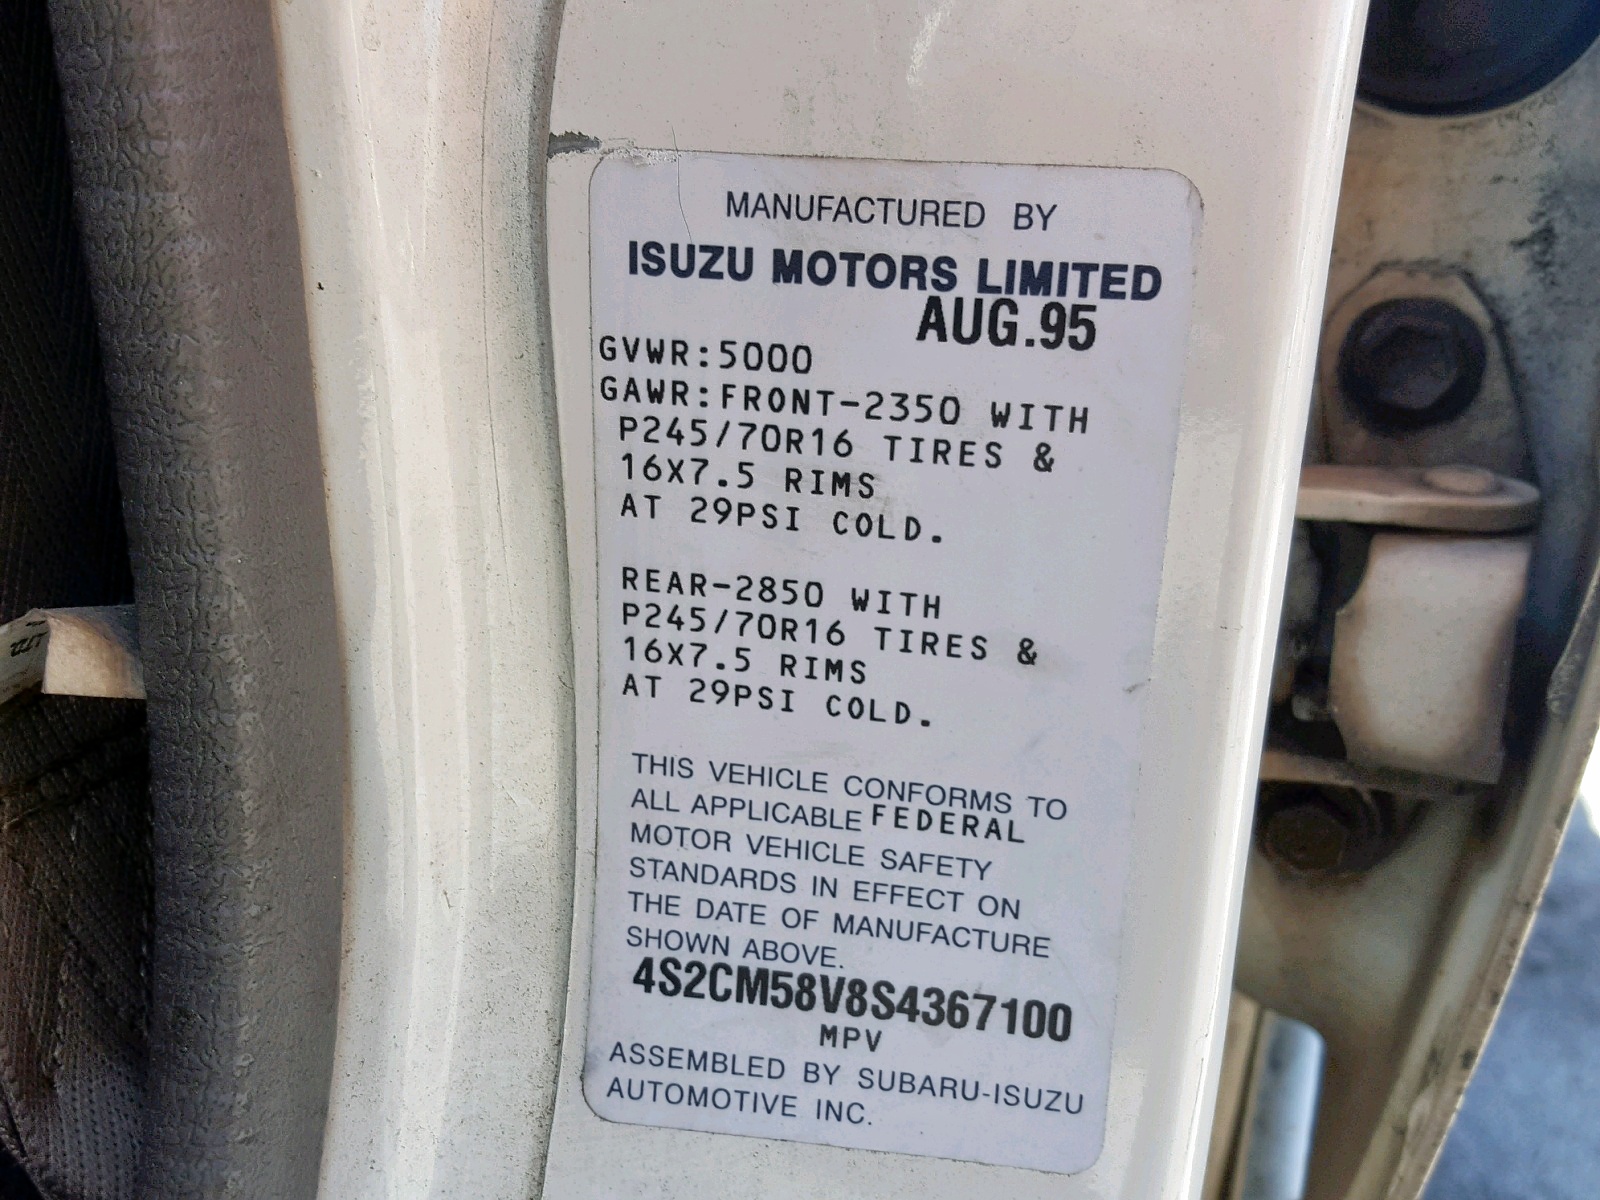 MANUFACTURED BY
ISUZU MOTORS LIMITED
AUG.95
GVWR:5000
GAWR:FRONT-2350 WITH
P245/70R16 TIRES &
16X7.5 RIMS
AT 29PSI COLD.
REAR-2850 WITH
P245/70R16 TIRES &
16X7.5 RIMS
AT 29PSI COLD.
THIS VEHICLE CONFORMS TO
ALL APPLICABLE FEDERAL
MOTOR VEHICLE SAFETY
STANDARDS IN EFFECT ON
THE DATE OF MANUFACTURE
SHOWN ABOVE.
4S2CM58V8S4367100
MPV
ASSEMBLED BY SUBARU-ISUZU
AUTOMOTIVE INC.